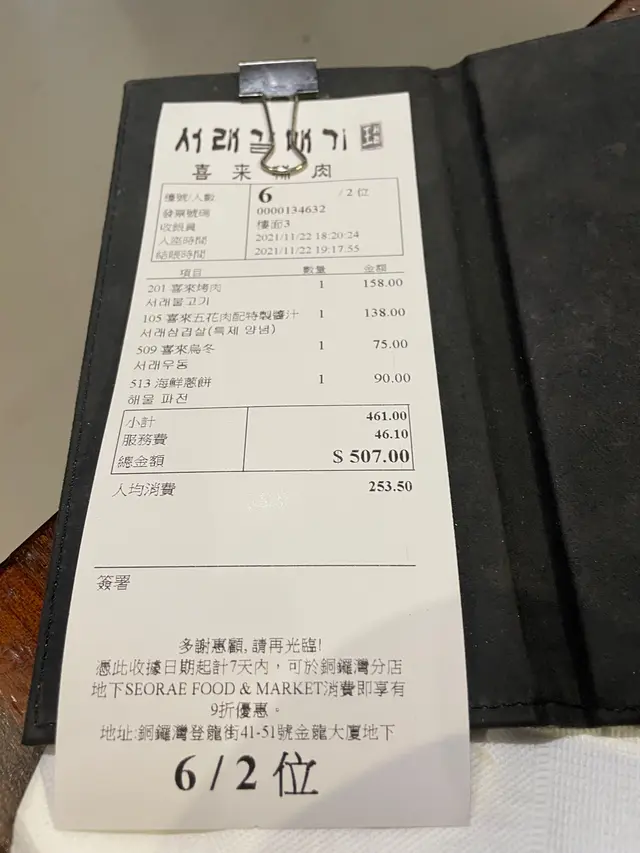 서래갈매기
喜来 肉
檯號/人數 6 /2 位
發票號碼 0000134632
收銀員 樓面3
入座時間 2021/11/22 18:20:24
結賬時間 2021/11/22 19:17:55
項目 數量 金額
201 喜來烤肉 1 158.00
서래불고기
105 喜來五花肉配特製醬汁 1 138.00
서래삼겹살(특제 양념)
509 喜來烏冬 1 75.00
서래우동
513 海鮮蔥餅 1 90.00
해물 파전
小計 461.00
服務費 46.10
總金額 $ 507.00
人均消費 253.50
簽署
多謝惠顧,請再光臨!
憑此收據日期起計7天內，可於銅鑼灣分店
地下SEORAE FOOD & MARKET消費即享有
9折優惠。
地址:銅鑼灣登龍街41-51號金龍大廈地下
6/2 位